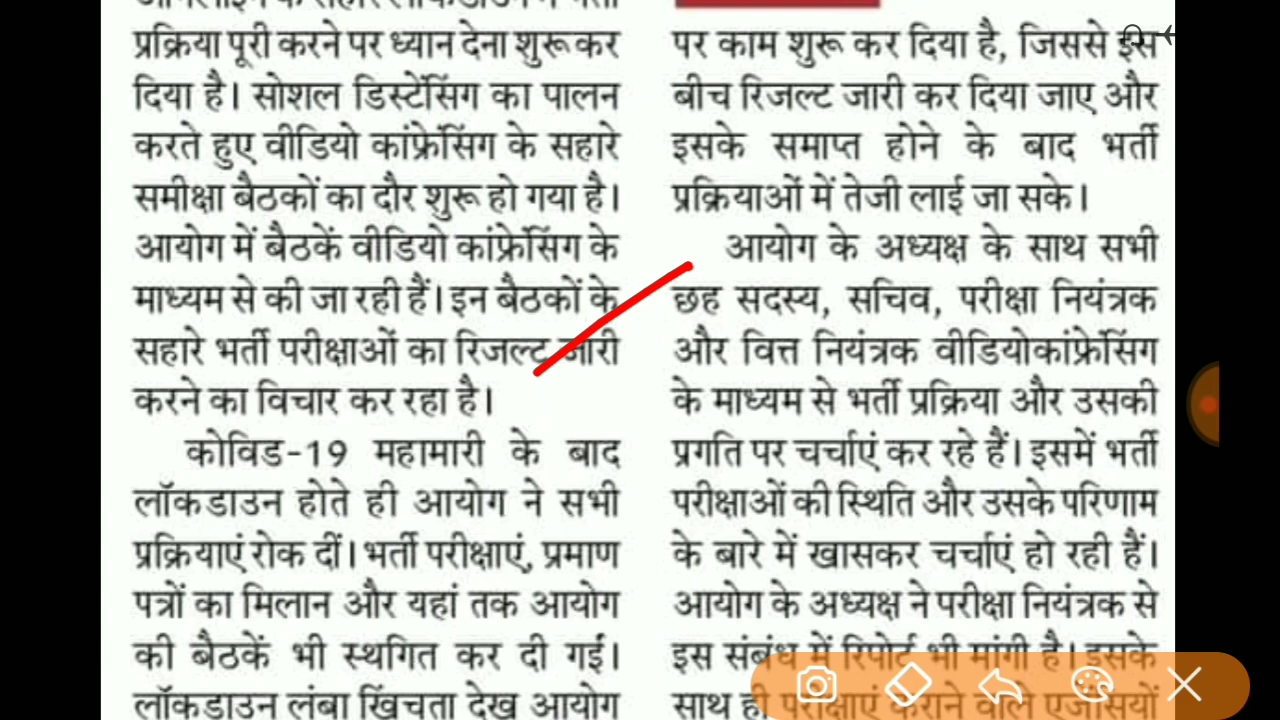 प्रक्रिया पूरी करने पर ध्यान देना शुरू कर
दिया है। सोशल डिस्टेंसिंग का पालन
करते हुए वीडियो कांफ्रेंसिंग के सहारे
समीक्षा बैठकों का दौर शुरू हो गया है।
आयोग में बैठकें वीडियो कांफ्रेंसिंग के
माध्यम से की जा रही हैं। इन बैठकों के
सहारे भर्ती परीक्षाओं का रिजल्ट जारी
करने का विचार कर रहा है।
कोविड-19 महामारी के बाद
लॉकडाउन होते ही आयोग ने सभी
प्रक्रियाएं रोक दीं। भर्ती परीक्षाएं, प्रमाण
पत्रों का मिलान और यहां तक आयोग
की बैठकें भी स्थगित कर दी गईं।
लॉकडाउन लंबा खिंचता देख आयोग
पर काम शुरू कर दिया है, जिससे इस
बीच रिजल्ट जारी कर दिया जाए और
इसके समाप्त होने के बाद भर्ती
प्रक्रियाओं में तेजी लाई जा सके।
आयोग के अध्यक्ष के साथ सभी
छह सदस्य, सचिव, परीक्षा नियंत्रक
और वित्त नियंत्रक वीडियोकांफ्रेंसिंग
के माध्यम से भर्ती प्रक्रिया और उसकी
प्रगति पर चर्चाएं कर रहे हैं। इसमें भर्ती
परीक्षाओं की स्थिति और उसके परिणाम
के बारे में खासकर चर्चाएं हो रही हैं।
आयोग के अध्यक्ष ने परीक्षा नियंत्रक से
इस संबंध में रिपोर्ट भी मांगी है। इसके
साथ ही परीक्षाएं कराने वाले एजेंसियों